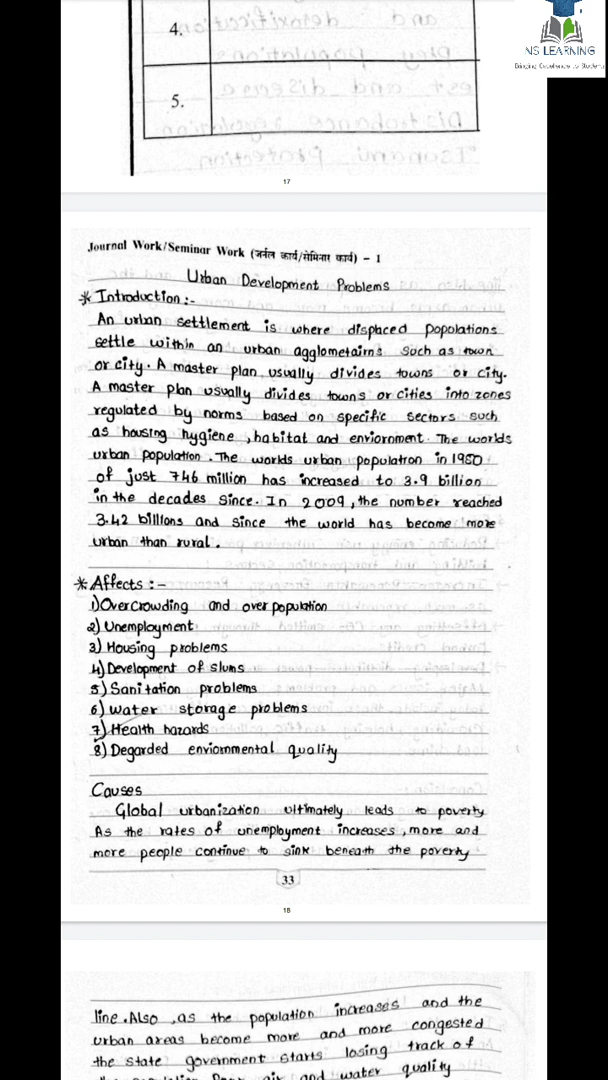 4.
5.
NS LEARNING
Bringing Excellence to Students
17
Journal Work/Seminar Work (जर्नल कार्य/सेमिनार कार्य) - 1
Urban Development Problems
* Introduction :-
An urban settlement is where displaced populations
settle within an urban agglometairns such as town
or city. A master plan usually divides towns or city.
A master plan usually divides towns or cities into zones
regulated by norms based on specific sectors such
as housing hygiene, habital and enviornment. The worlds
urban population. The worlds urban population in 1950
of just 746 million has increased to 3.9 billion
in the decades since. In 2009, the number reached
3.42 billions and since the world has become more
urban than rural.
* Affects :-
1) Overcrowding and over population
2) Unemployment
3) Housing problems
4) Development of slums
5) Sanitation problems
6) water storage problems
7) Health hazards
8) Degarded enviornmental quality
Causes
Global urbanization ultimately leads to poverty
As the rates of unemployment increases, more and
more people continue to sink beneath the poverty
33
18
line. Also, as the population increases and the
urban areas become more and more congested
the state government starts losing track of
air and water quality